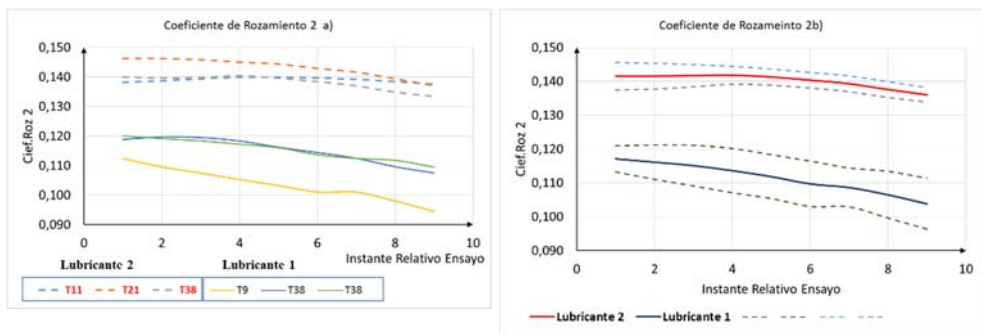 Coeficiente de Rozamiento 2 a)
0,150
0,140
0,130
0,120
0,110
0,100
0,090
Cief.Roz 2
0 2 4 6 8 10
Instante Relativo Ensayo
Lubricante 2 Lubricante 1
T11 T21 T38 T9 T38 T38
Coeficiente de Rozameinto 2b)
0,150
0,140
0,130
0,120
0,110
0,100
0,090
Cief.Roz 2
0 2 4 6 8 10
Instante Relativo Ensayo
Lubricante 2 Lubricante 1